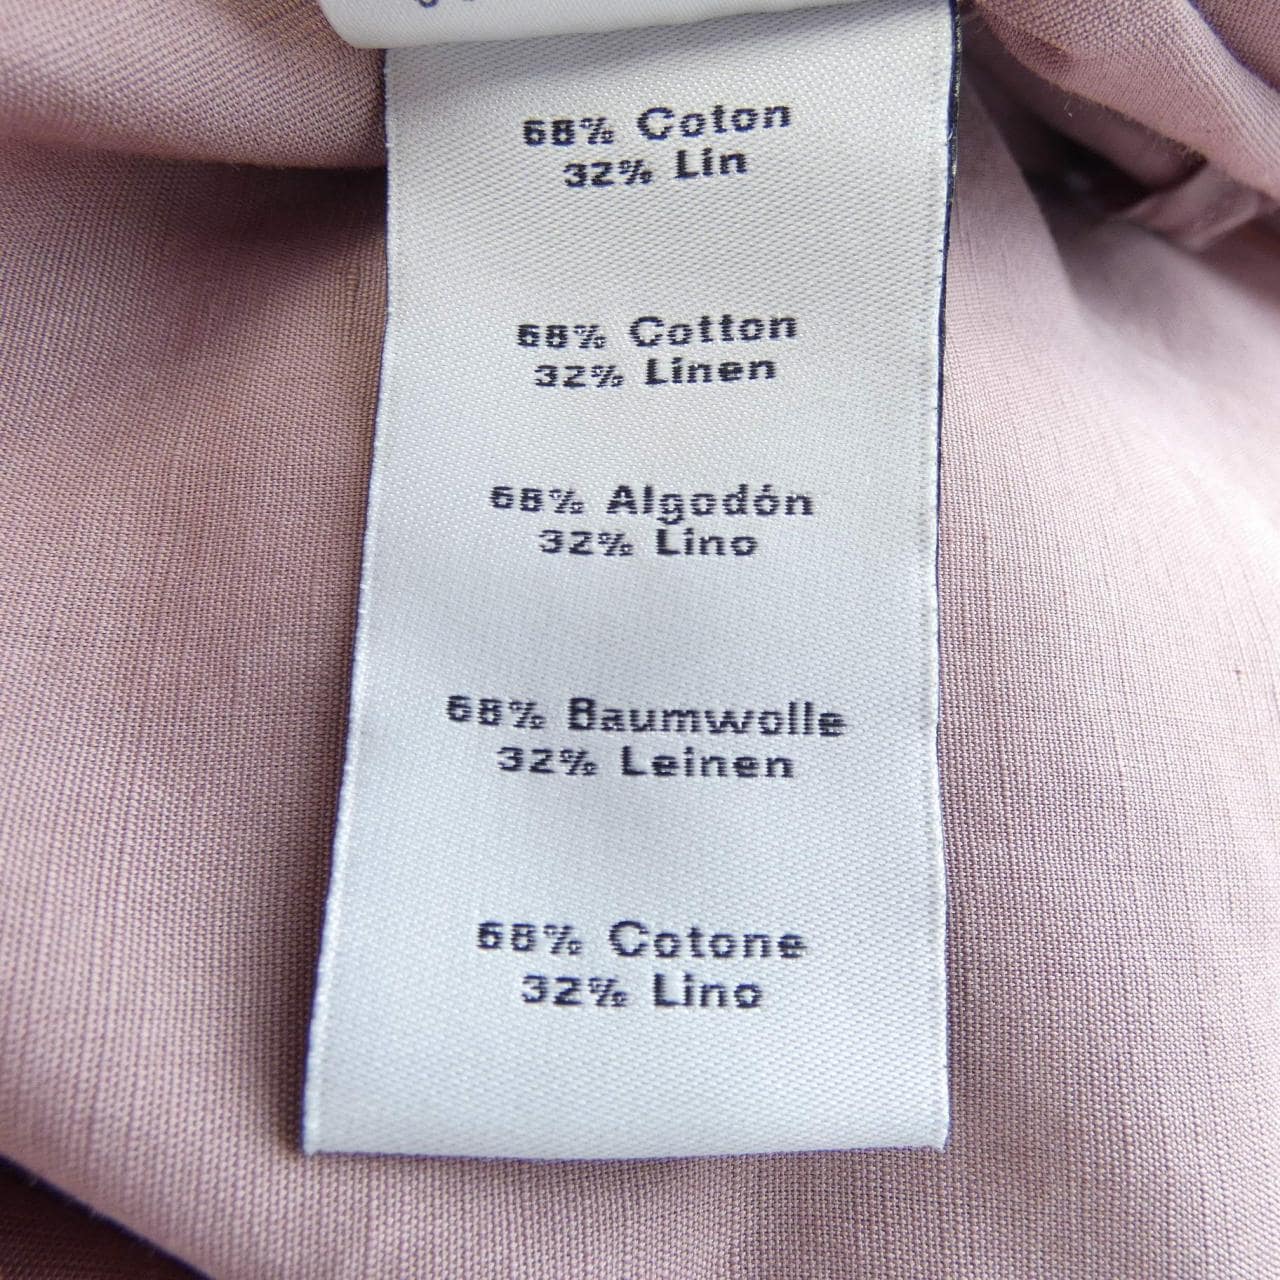 68% Coton
32% Lin
68% Cotton
32% Linen
68% Algodón
32% Lino
68% Baumwolle
32% Leinen
68% Cotone
32% Lino